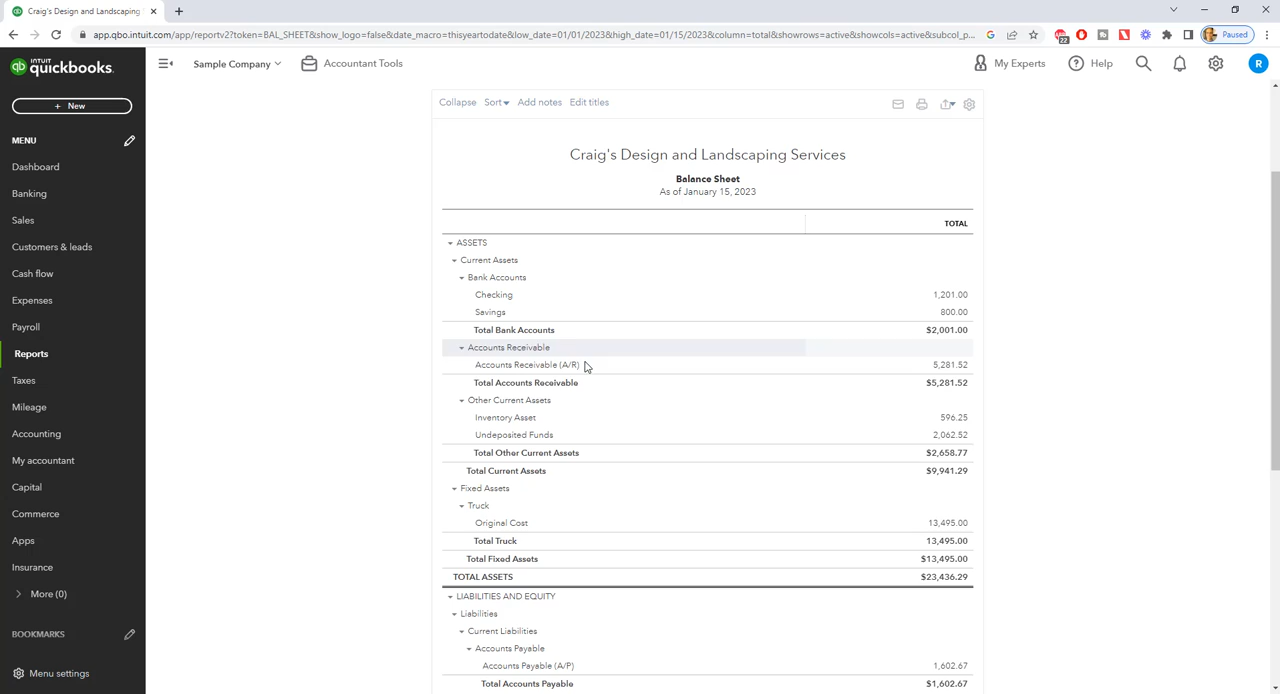 Craig's Design and Landscaping S
app.qbo.intuit.com/app/reportv2?token=BAL_SHEET&show_logo=false&date_macro=thisyeartodate&low_date=01/01/2023&high_date=01/15/2023&column=total&showrows=active&showcols=active&subcol_p...
22
Paused
INTUIT
quickbooks.
Sample Company
Accountant Tools
My Experts
Help
R
+ New
MENU
Dashboard
Banking
Sales
Customers & leads
Cash flow
Expenses
Payroll
Reports
Taxes
Mileage
Accounting
My accountant
Capital
Commerce
Apps
Insurance
More (0)
BOOKMARKS
Menu settings
Collapse Sort Add notes Edit titles
Craig's Design and Landscaping Services
Balance Sheet
As of January 15, 2023
TOTAL
ASSETS
Current Assets
Bank Accounts
Checking 1,201.00
Savings 800.00
Total Bank Accounts $2,001.00
Accounts Receivable
Accounts Receivable (A/R) 5,281.52
Total Accounts Receivable $5,281.52
Other Current Assets
Inventory Asset 596.25
Undeposited Funds 2,062.52
Total Other Current Assets $2,658.77
Total Current Assets $9,941.29
Fixed Assets
Truck
Original Cost 13,495.00
Total Truck 13,495.00
Total Fixed Assets $13,495.00
TOTAL ASSETS $23,436.29
LIABILITIES AND EQUITY
Liabilities
Current Liabilities
Accounts Payable
Accounts Payable (A/P) 1,602.67
Total Accounts Payable $1,602.67